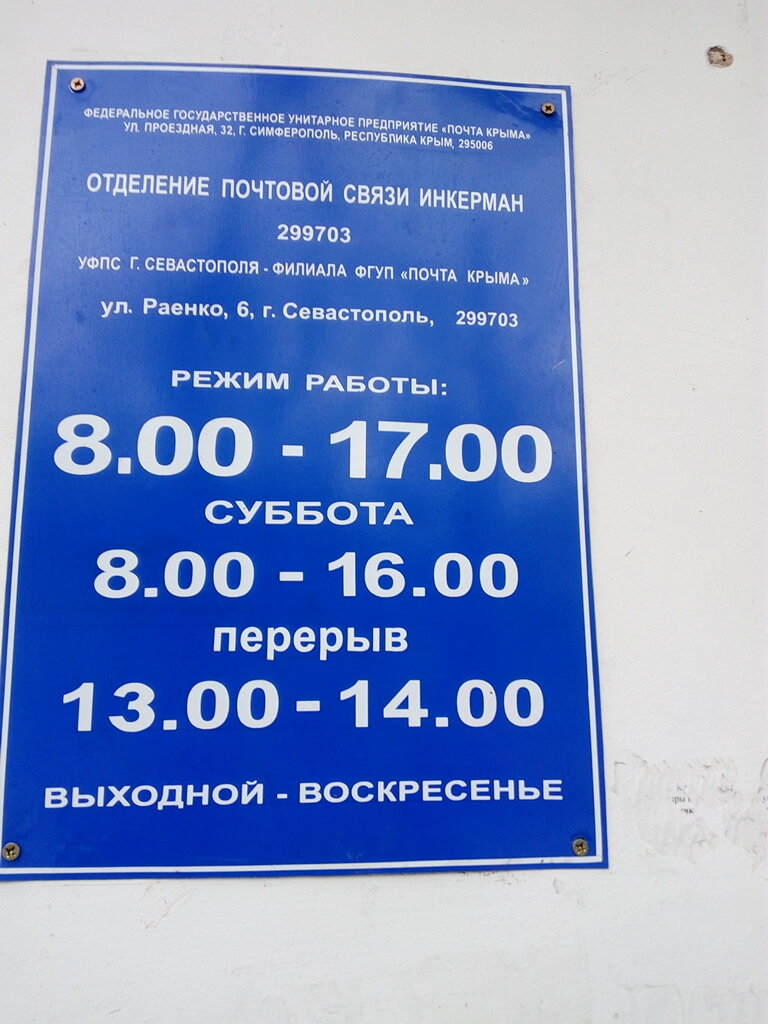 ФЕДЕРАЛЬНОЕ ГОСУДАРСТВЕННОЕ УНИТАРНОЕ ПРЕДПРИЯТИЕ «ПОЧТА КРЫМА»
УЛ. ПРОЕЗДНАЯ, 32, Г. СИМФЕРОПОЛЬ, РЕСПУБЛИКА КРЫМ, 295006
ОТДЕЛЕНИЕ ПОЧТОВОЙ СВЯЗИ ИНКЕРМАН
299703
УФПС Г. СЕВАСТОПОЛЯ - ФИЛИАЛА ФГУП «ПОЧТА КРЫМА»
ул. Раенко, 6, г. Севастополь, 299703
РЕЖИМ РАБОТЫ:
8.00 - 17.00
СУББОТА
8.00 - 16.00
перерыв
13.00 - 14.00
ВЫХОДНОЙ - ВОСКРЕСЕНЬЕ